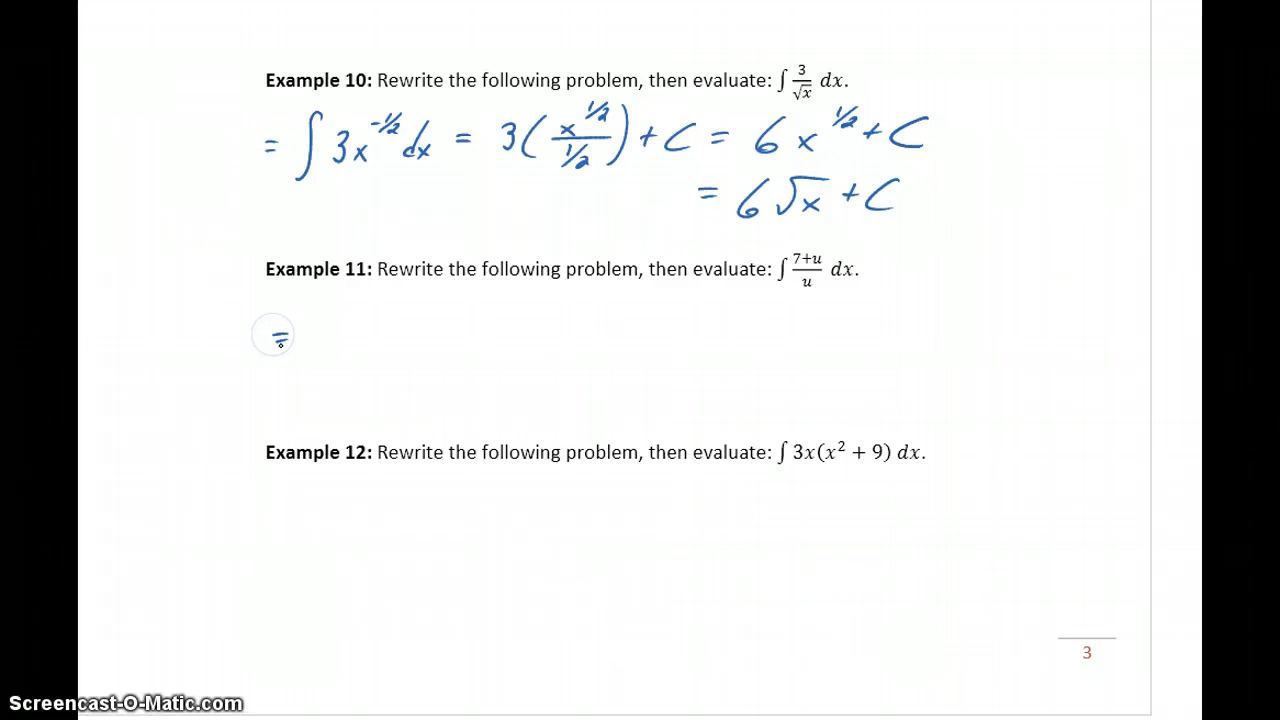 Example 10: Rewrite the following problem, then evaluate: ∫ 3/√x dx.
= ∫ 3x^(-1/2) dx = 3(x^(1/2)/(1/2)) + C = 6x^(1/2) + C
= 6√x + C
Example 11: Rewrite the following problem, then evaluate: ∫ (7+u)/u dx.
=
Example 12: Rewrite the following problem, then evaluate: ∫ 3x(x² + 9) dx.
3
Screencast-O-Matic.com